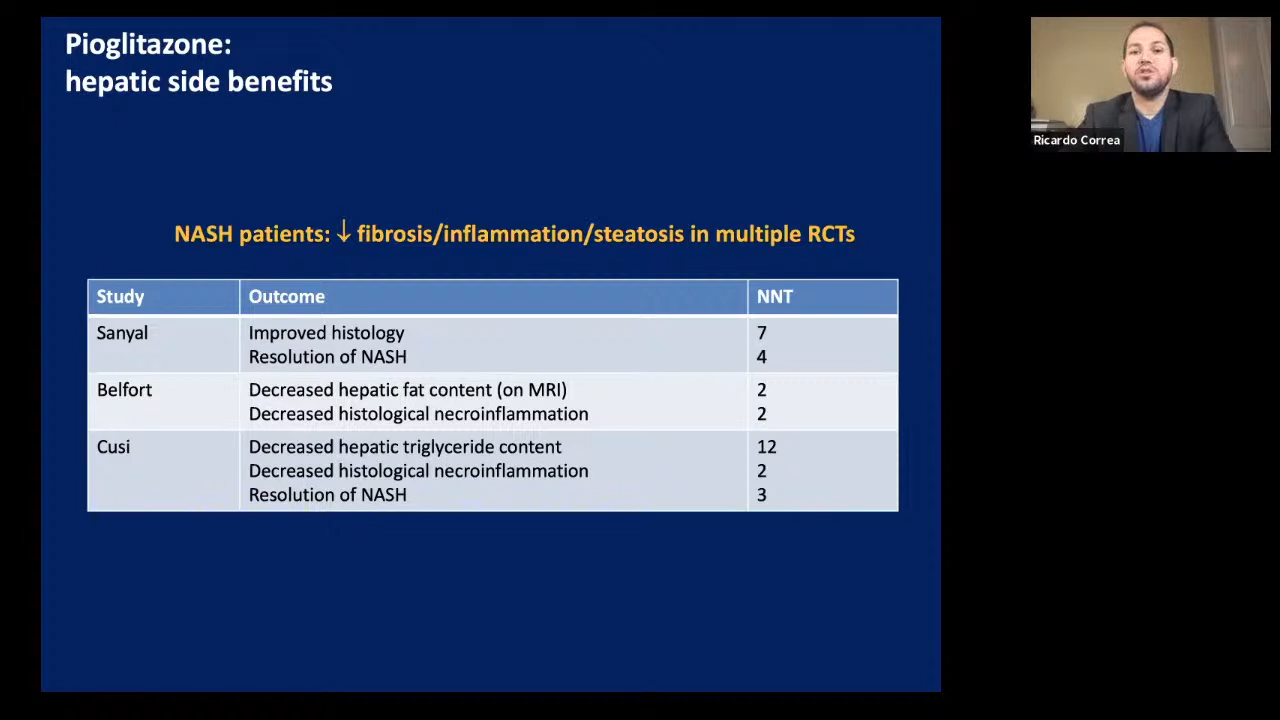 Pioglitazone:
hepatic side benefits
Ricardo Correa
NASH patients: ↓ fibrosis/inflammation/steatosis in multiple RCTs
Study Outcome NNT
Sanyal Improved histology 7
Resolution of NASH 4
Belfort Decreased hepatic fat content (on MRI) 2
Decreased histological necroinflammation 2
Cusi Decreased hepatic triglyceride content 12
Decreased histological necroinflammation 2
Resolution of NASH 3